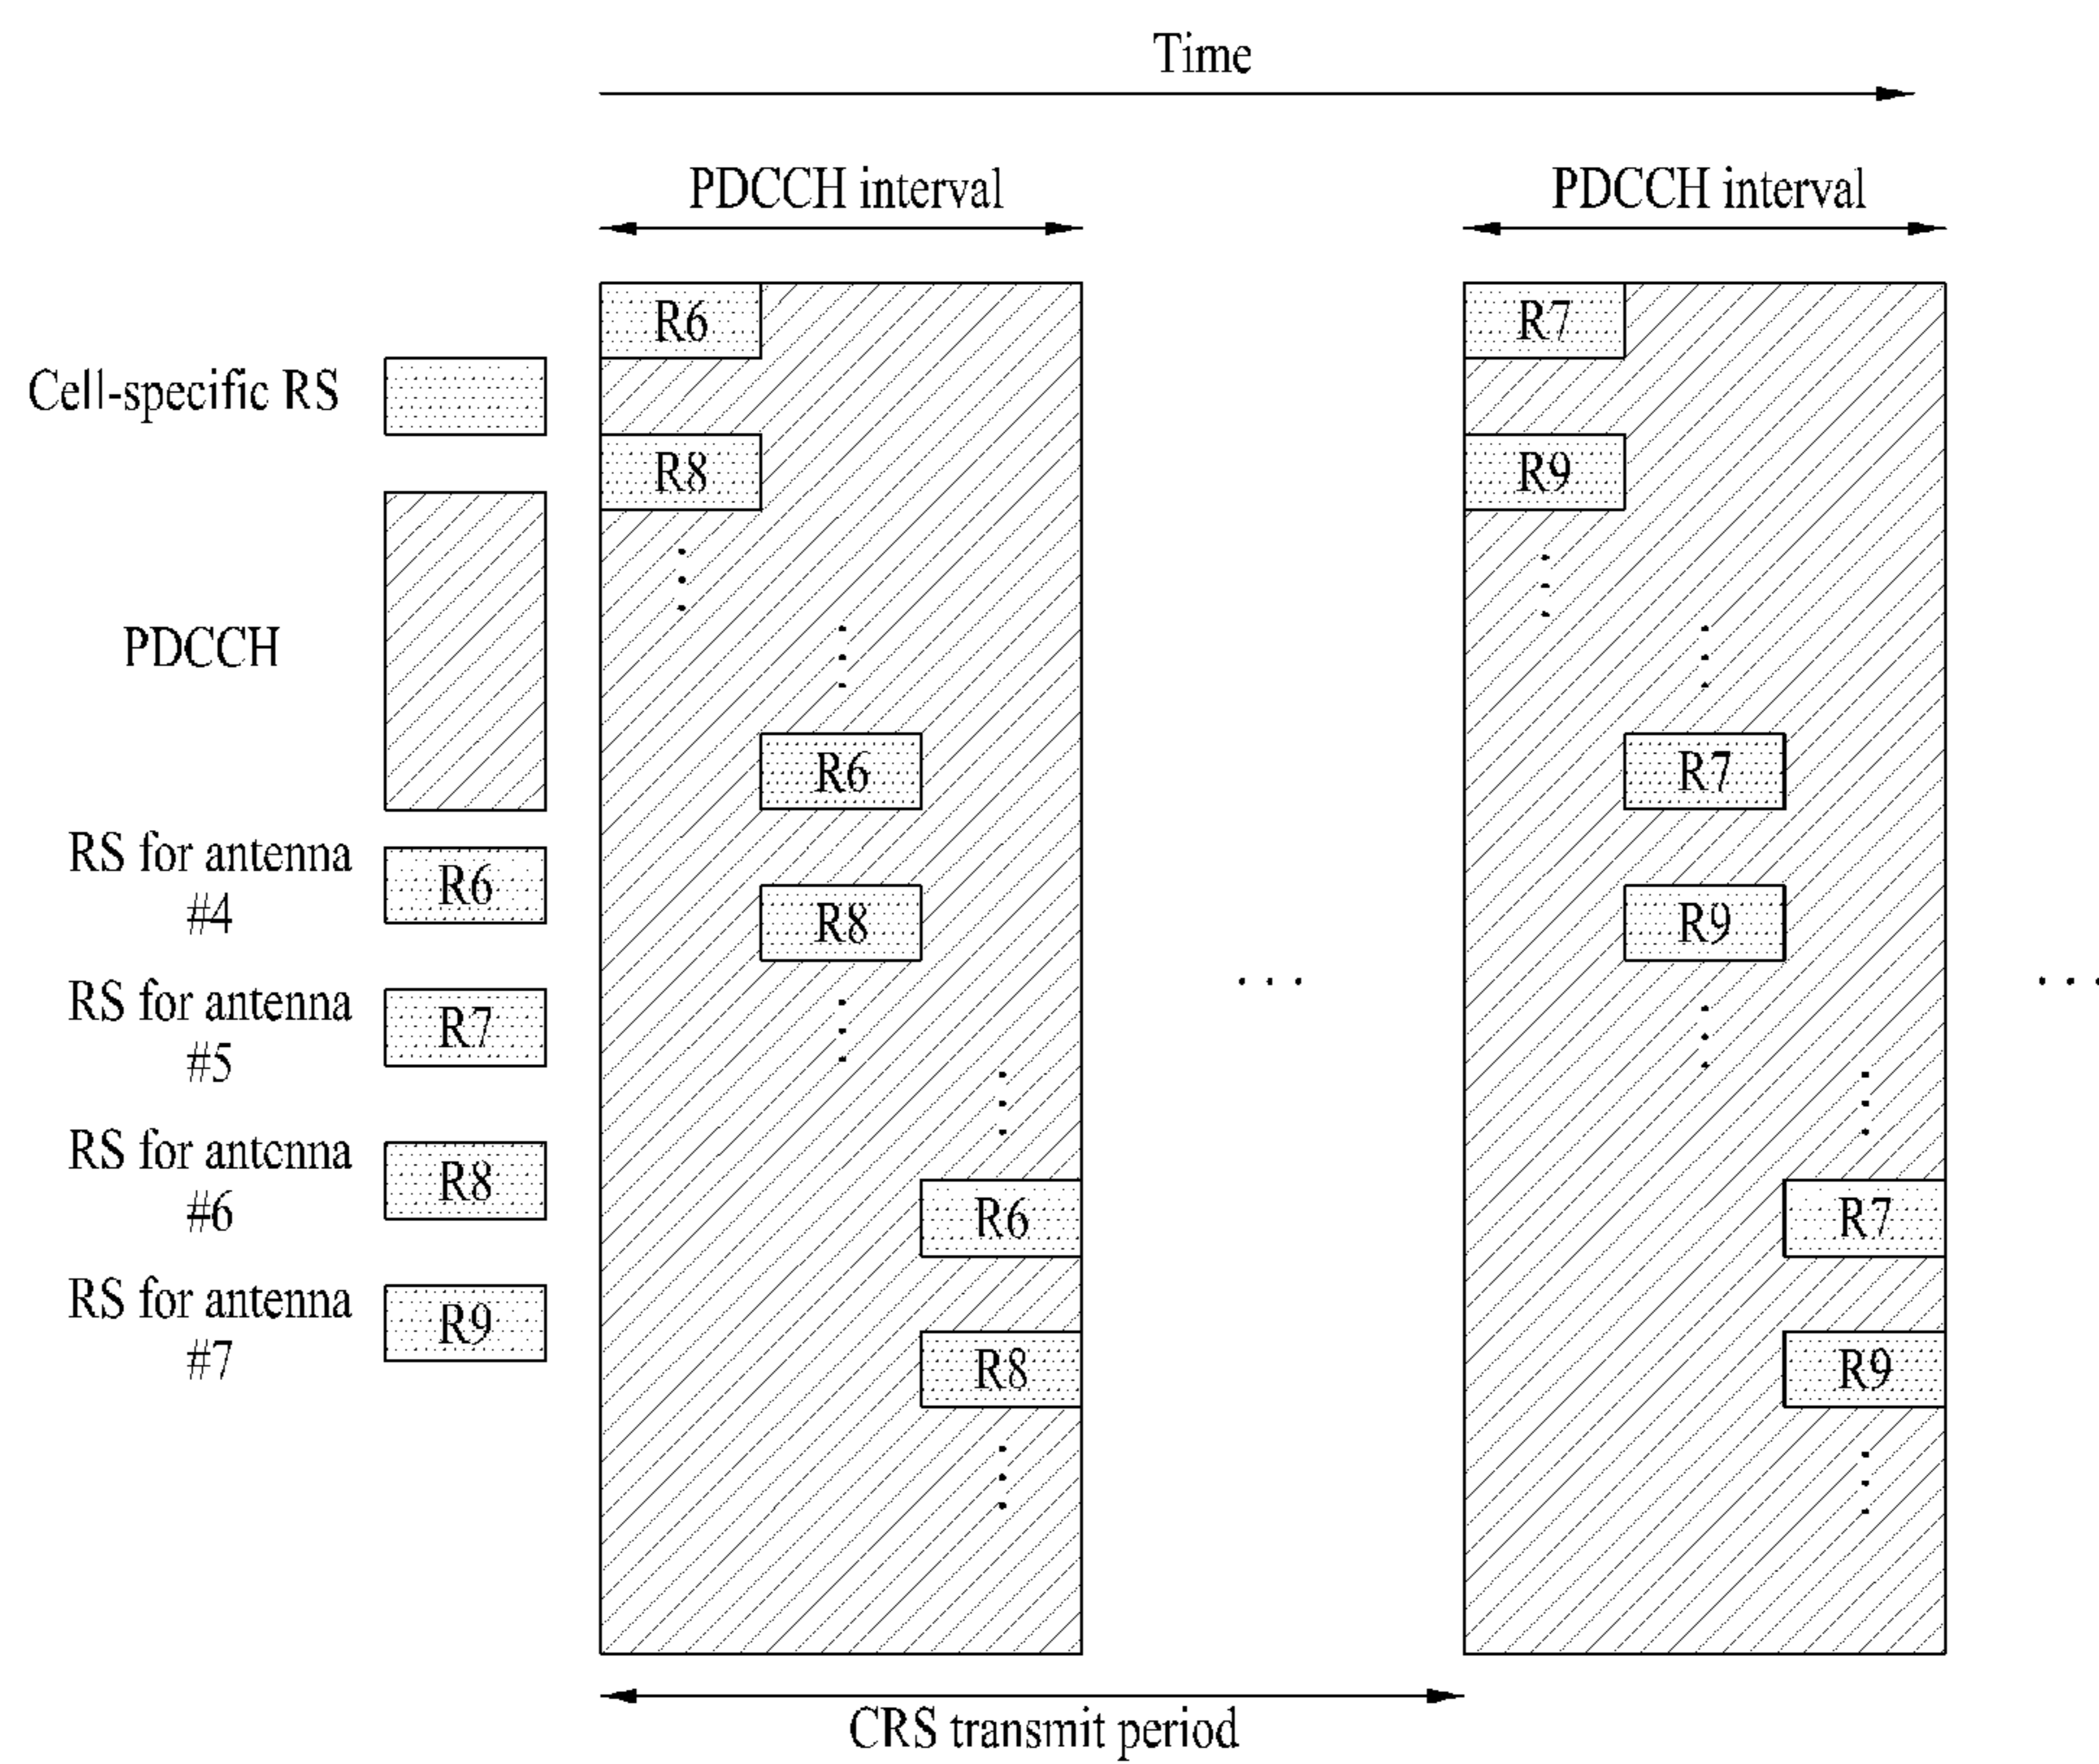 Time
PDCCH interval
PDCCH interval
R6
R7
Cell-specific RS
R8
R9
PDCCH
R6
R7
RS for antenna
#4
R6
R8
R9
RS for antenna
#5
R7
RS for antenna
#6
R8
R6
R7
RS for antenna
#7
R9
R8
R9
CRS transmit period